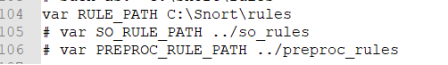 104 var RULE_PATH C:\Snort\rules
105 # var SO_RULE_PATH ../so_rules
106 # var PREPROC_RULE_PATH ../preproc_rules